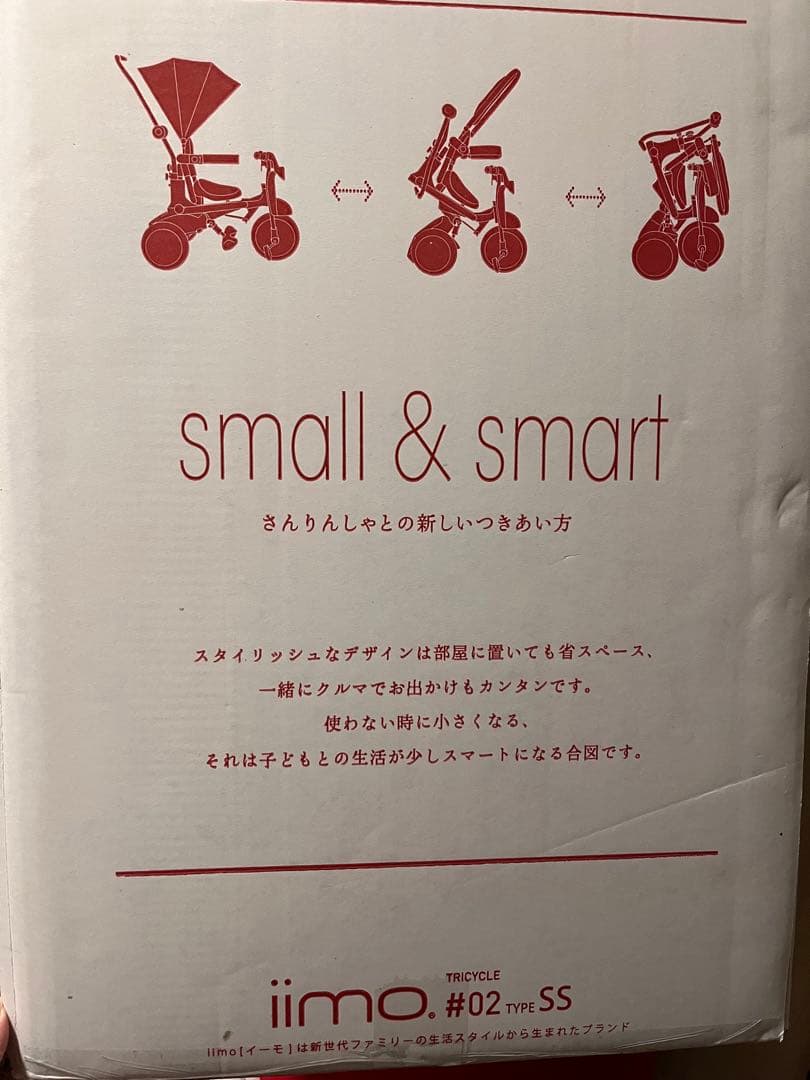 small & smart
さんりんしゃとの新しいつきあい方
スタイリッシュなデザインは部屋に置いても省スペース、
一緒にクルマでお出かけもカンタンです。
使わない時に小さくなる、
それは子どもとの生活が少しスマートになる合図です。
TRICYCLE
iimo® #02 TYPE SS
iimo[イーモ]は新世代ファミリーの生活スタイルから生まれたブランド